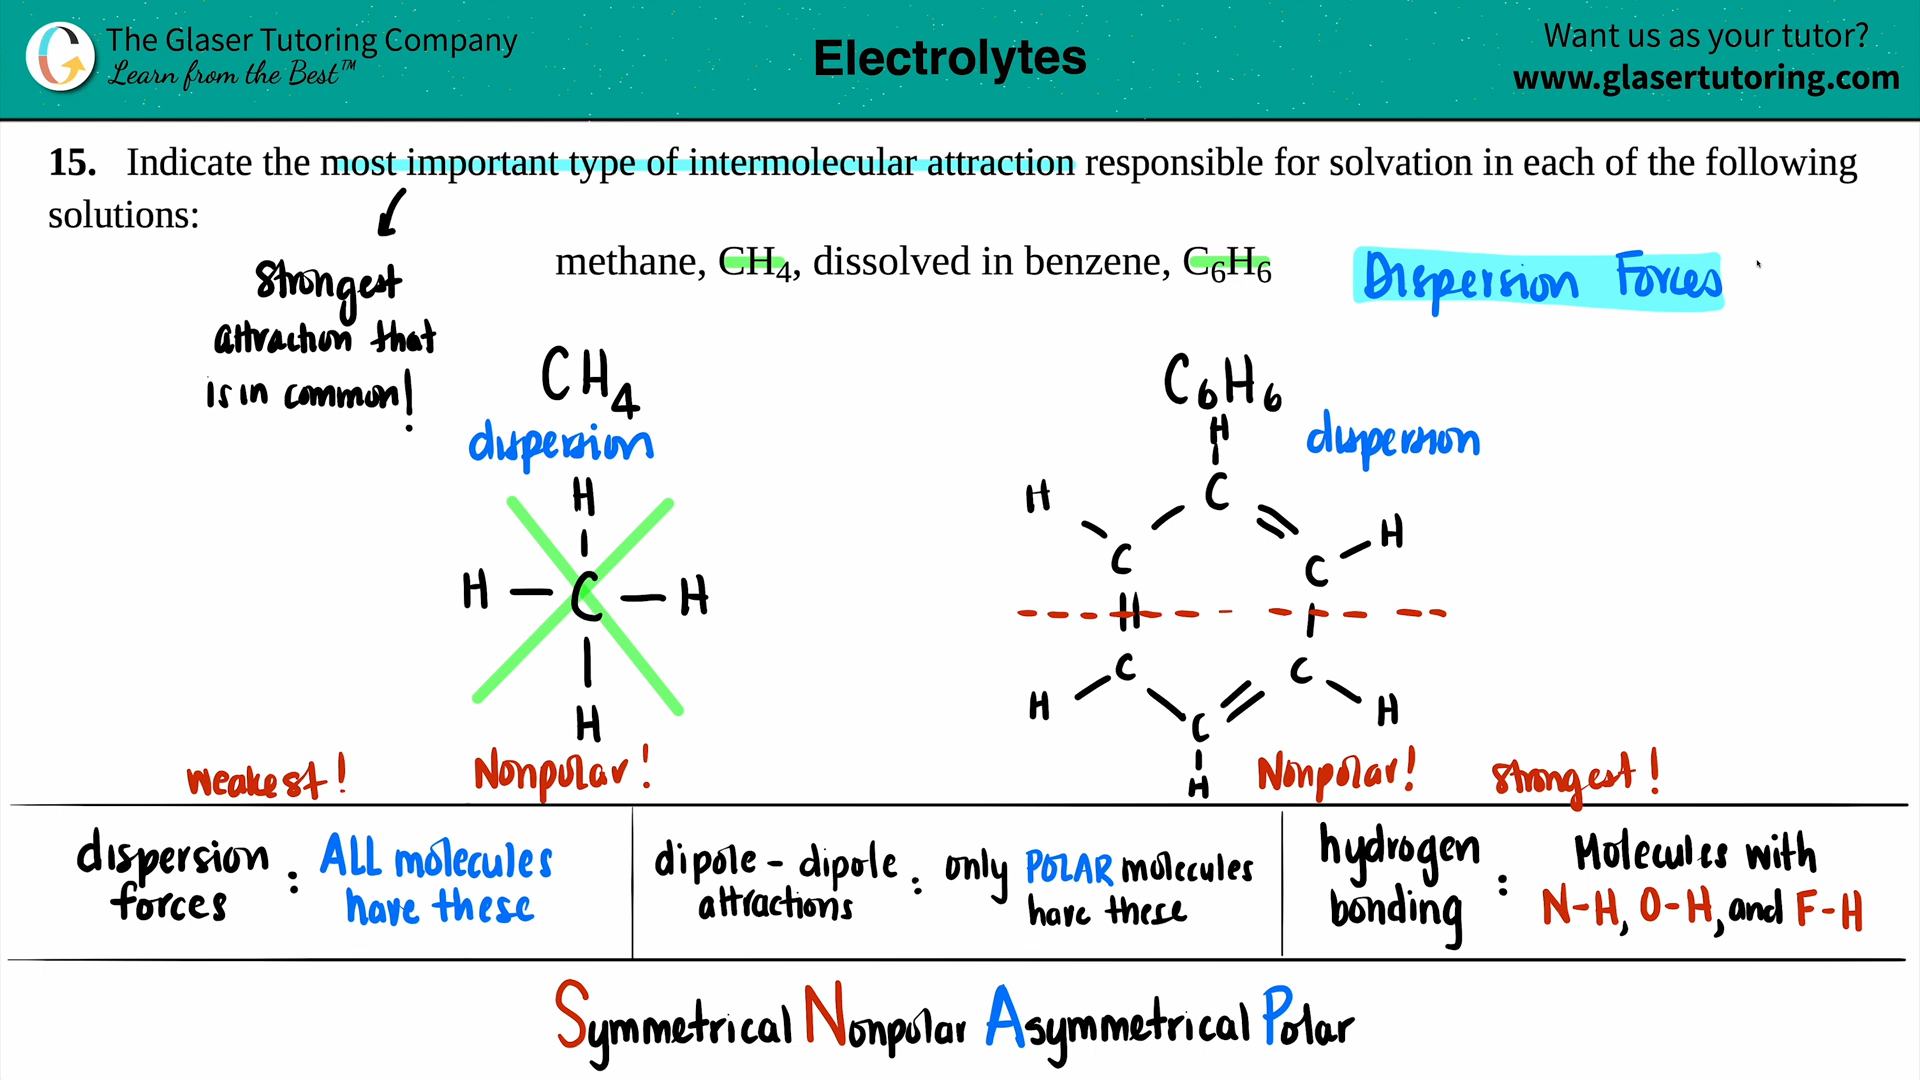 The Glaser Tutoring Company
Learn from the Best™
Electrolytes
Want us as your tutor?
www.glasertutoring.com
15. Indicate the most important type of intermolecular attraction responsible for solvation in each of the following
solutions:
methane, CH₄, dissolved in benzene, C₆H₆
Dispersion Forces
strongest
attraction that
is in common!
CH₄
dispersion
H
H - C - H
H
Nonpolar!
weakest!
C₆H₆
dispersion
H
H C
H
C C
C C
H C H
H
Nonpolar!
strongest!
dispersion
forces : ALL molecules
have these
dipole - dipole
attractions : only POLAR molecules
have these
hydrogen
bonding : Molecules with
N-H, O-H, and F-H
Symmetrical Nonpolar Asymmetrical Polar